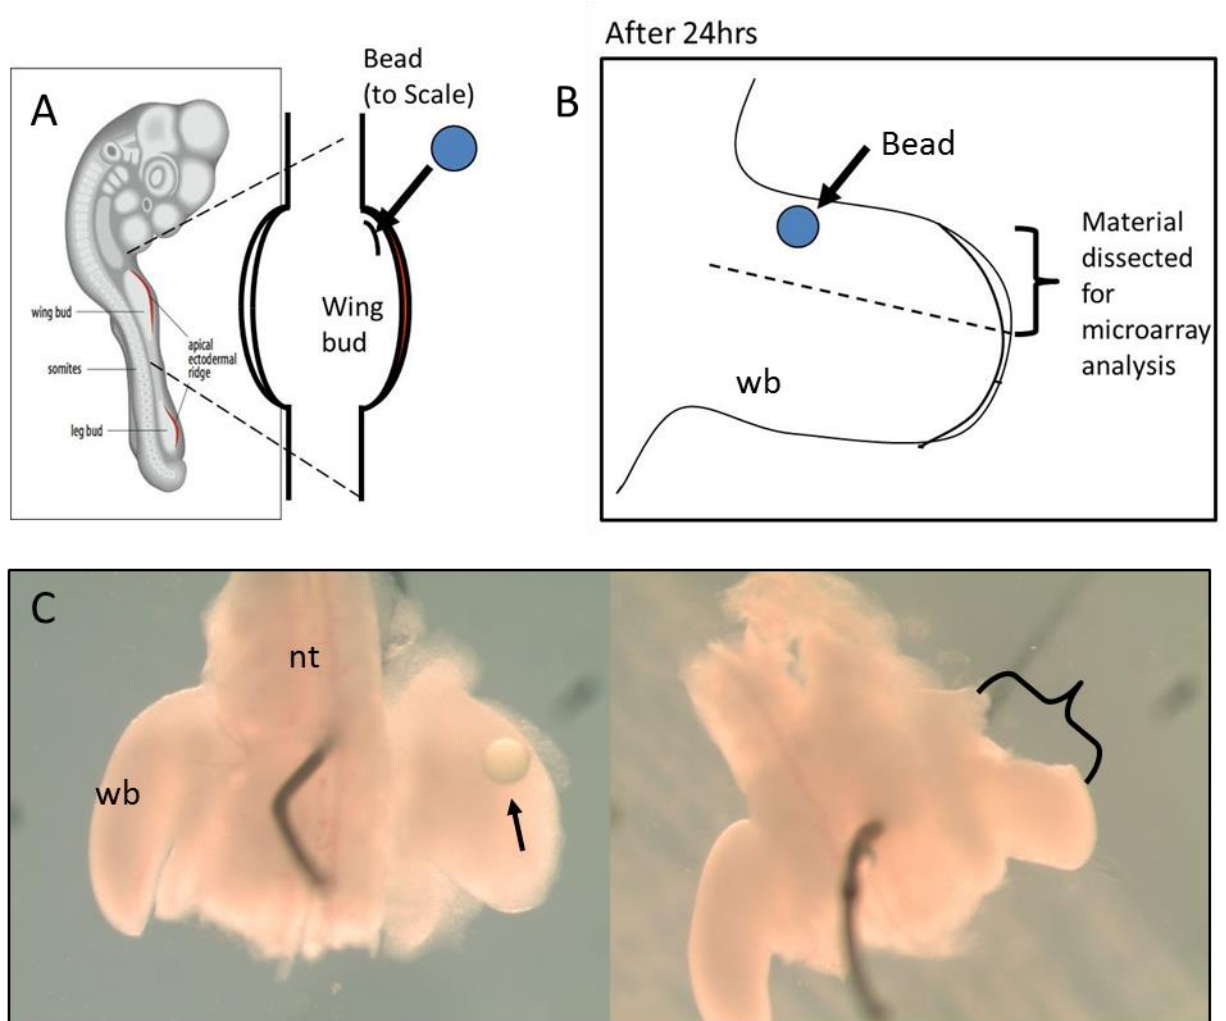 A
Bead
(to Scale)
Wing
bud
wing bud
somites
leg bud
apical
ectodermal
ridge
After 24hrs
B
Bead
wb
Material
dissected
for
microarray
analysis
C
nt
wb